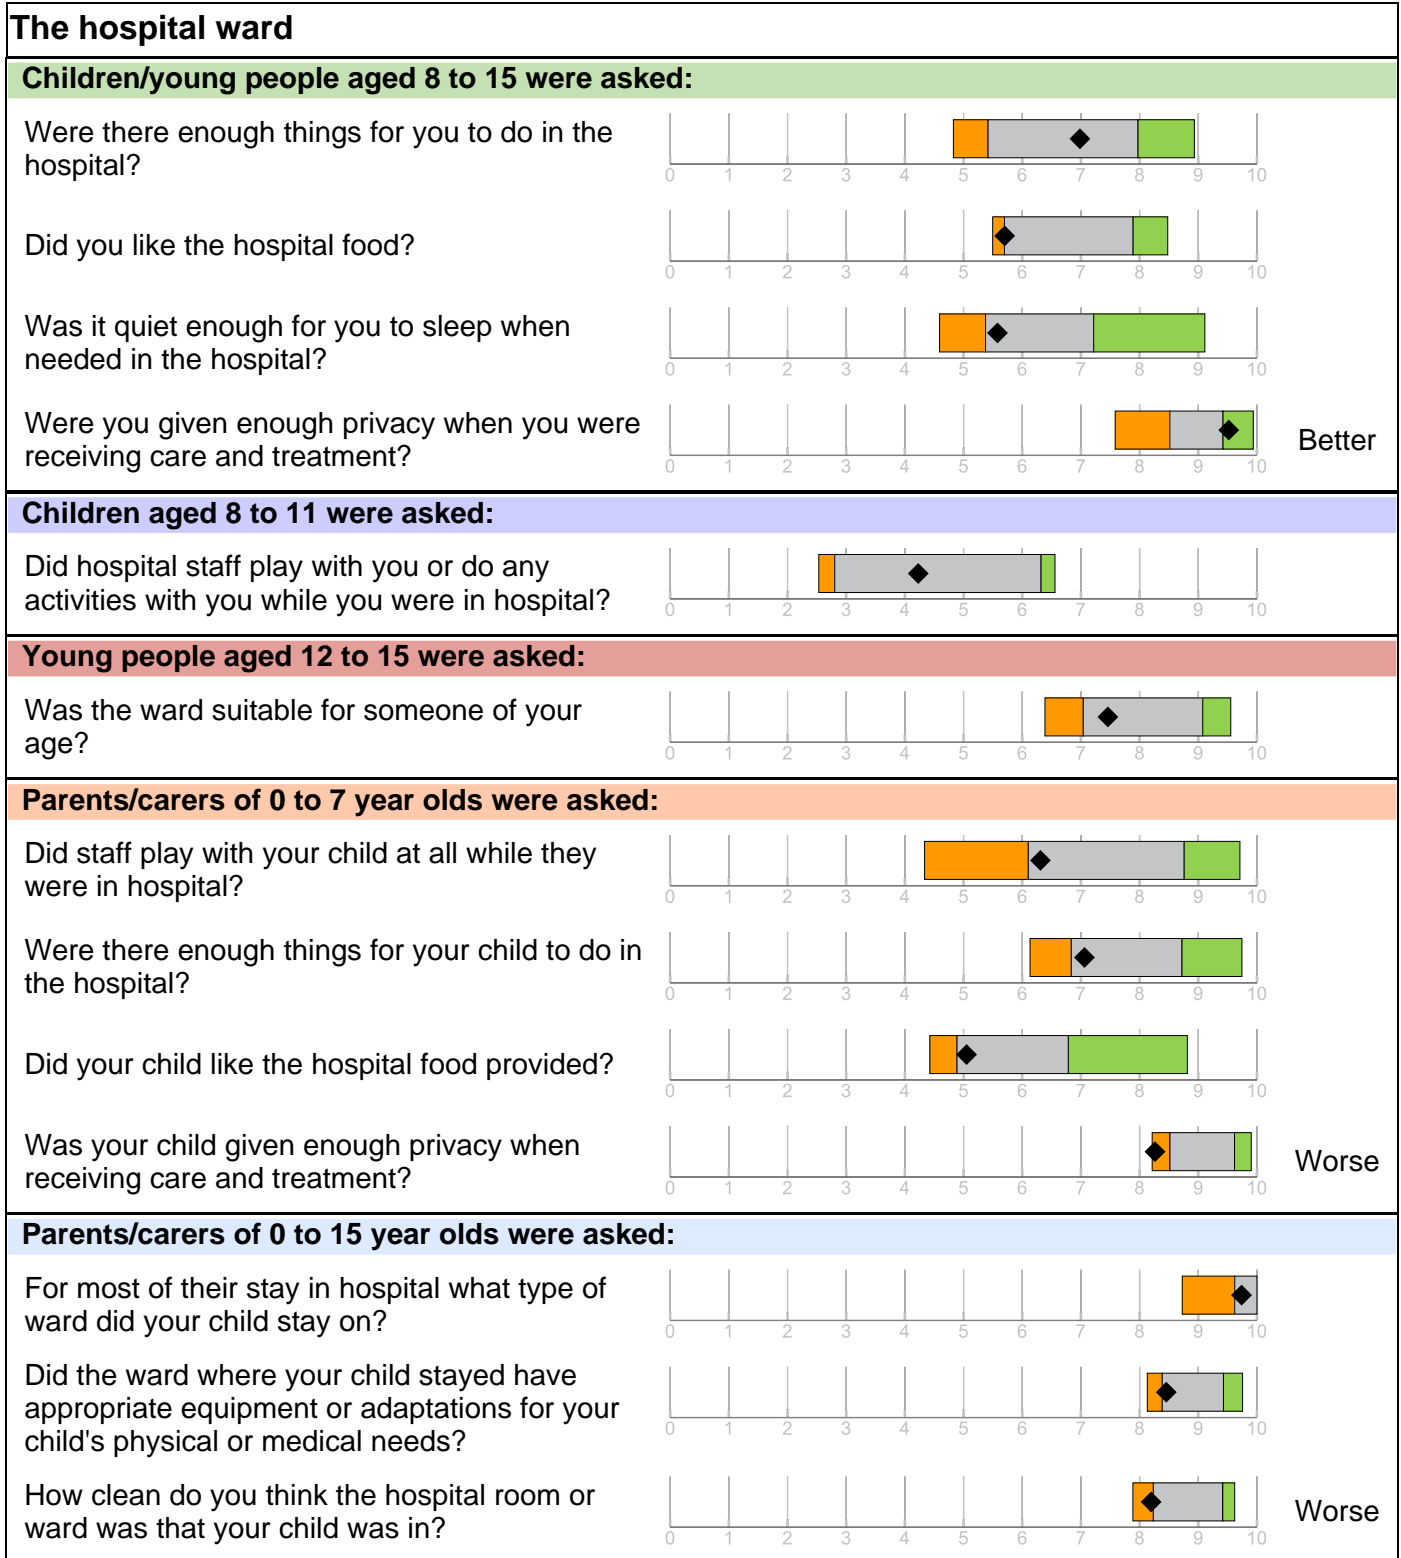 The hospital ward
Children/young people aged 8 to 15 were asked:
Were there enough things for you to do in the
hospital?
0 1 2 3 4 5 6 7 8 9 10
Did you like the hospital food?
0 1 2 3 4 5 6 7 8 9 10
Was it quiet enough for you to sleep when
needed in the hospital?
0 1 2 3 4 5 6 7 8 9 10
Were you given enough privacy when you were
receiving care and treatment?
Better
0 1 2 3 4 5 6 7 8 9 10
Children aged 8 to 11 were asked:
Did hospital staff play with you or do any
activities with you while you were in hospital?
0 1 2 3 4 5 6 7 8 9 10
Young people aged 12 to 15 were asked:
Was the ward suitable for someone of your
age?
0 1 2 3 4 5 6 7 8 9 10
Parents/carers of 0 to 7 year olds were asked:
Did staff play with your child at all while they
were in hospital?
0 1 2 3 4 5 6 7 8 9 10
Were there enough things for your child to do in
the hospital?
0 1 2 3 4 5 6 7 8 9 10
Did your child like the hospital food provided?
0 1 2 3 4 5 6 7 8 9 10
Was your child given enough privacy when
receiving care and treatment?
Worse
0 1 2 3 4 5 6 7 8 9 10
Parents/carers of 0 to 15 year olds were asked:
For most of their stay in hospital what type of
ward did your child stay on?
0 1 2 3 4 5 6 7 8 9 10
Did the ward where your child stayed have
appropriate equipment or adaptations for your
child's physical or medical needs?
0 1 2 3 4 5 6 7 8 9 10
How clean do you think the hospital room or
ward was that your child was in?
Worse
0 1 2 3 4 5 6 7 8 9 10